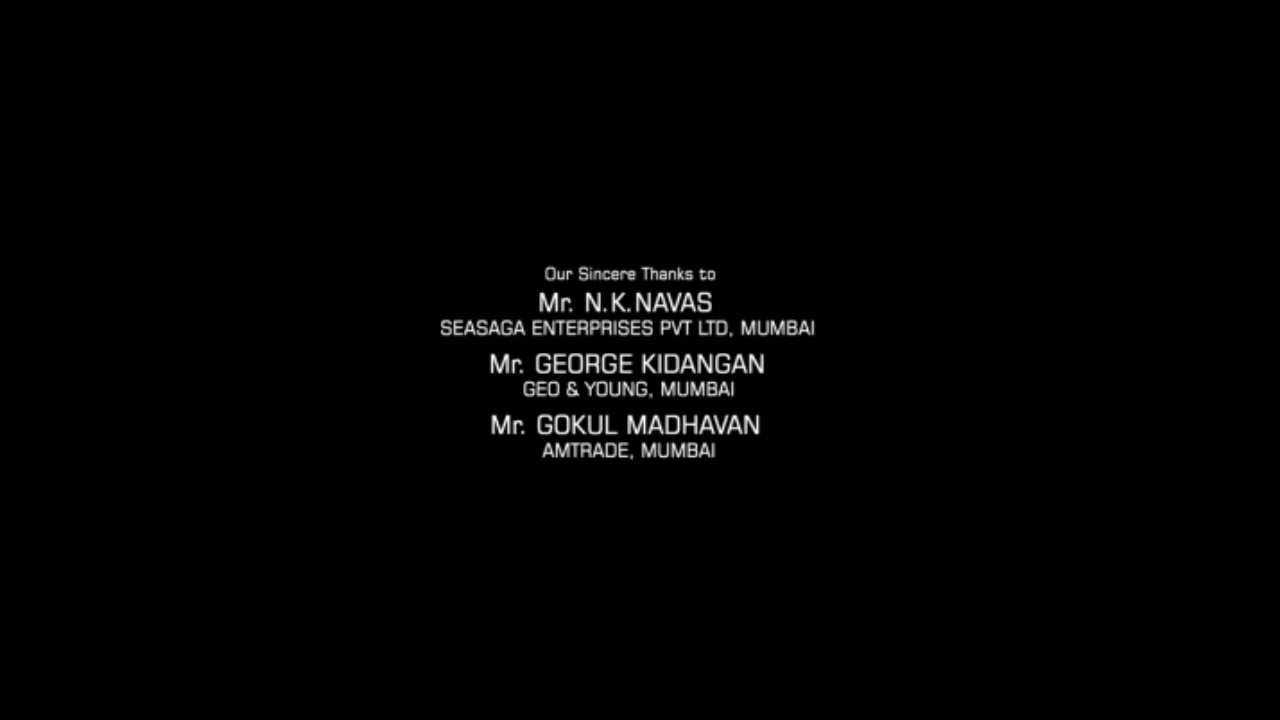 Our Sincere Thanks to
Mr. N.K.NAVAS
SEASAGA ENTERPRISES PVT LTD, MUMBAI
Mr. GEORGE KIDANGAN
GEO & YOUNG, MUMBAI
Mr. GOKUL MADHAVAN
AMTRADE, MUMBAI